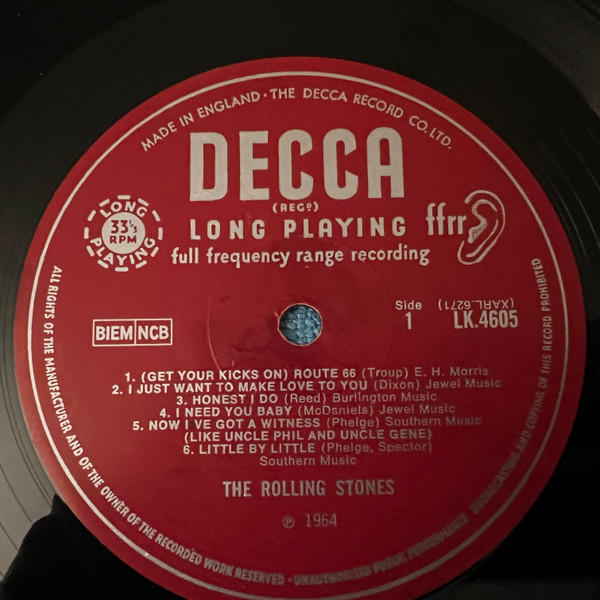 MADE IN ENGLAND · THE DECCA RECORD CO. LTD.
DECCA
(REGD)
LONG PLAYING
ffrr
full frequency range recording
LONG
33⅓
RPM
PLAYING
Side
1
(XARL.6271)
LK.4605
BIEM NCB
1. (GET YOUR KICKS ON) ROUTE 66 (Troup) E. H. Morris
2. I JUST WANT TO MAKE LOVE TO YOU (Dixon) Jewel Music
3. HONEST I DO (Reed) Burlington Music
4. I NEED YOU BABY (McDaniels) Jewel Music
5. NOW I'VE GOT A WITNESS (Phelge) Southern Music
(LIKE UNCLE PHIL AND UNCLE GENE)
6. LITTLE BY LITTLE (Phelge, Spector)
Southern Music
THE ROLLING STONES
℗ 1964
ALL RIGHTS OF THE MANUFACTURER AND OF THE OWNER OF THE RECORDED WORK RESERVED · UNAUTHORISED PUBLIC PERFORMANCE BROADCASTING AND COPYING OF THIS RECORD PROHIBITED